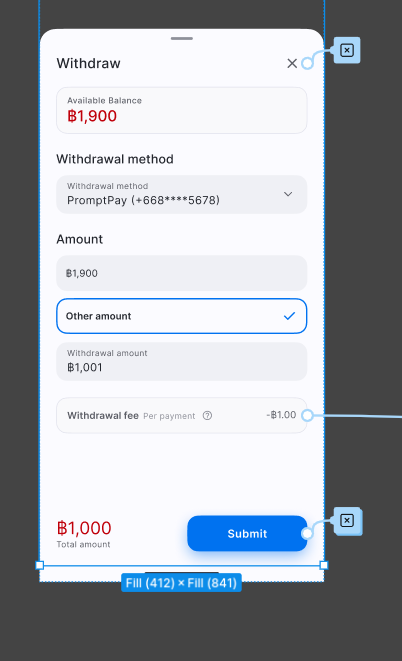 Withdraw
Available Balance
฿1,900
Withdrawal method
Withdrawal method
PromptPay (+668****5678)
Amount
฿1,900
Other amount
Withdrawal amount
฿1,001
Withdrawal fee Per payment -฿1.00
฿1,000
Total amount
Submit
Fill (412) × Fill (841)